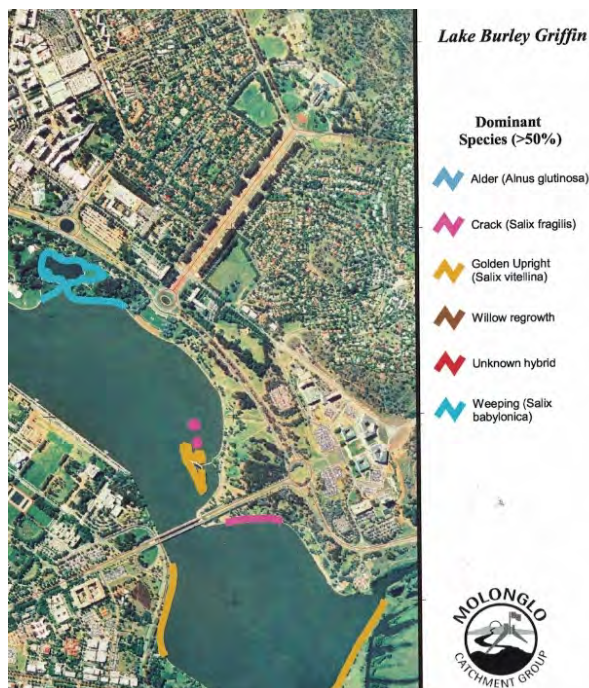 Lake Burley Griffin
Dominant
Species (>50%)
Alder (Alnus glutinosa)
Crack (Salix fragilis)
Golden Upright
(Salix vitellina)
Willow regrowth
Unknown hybrid
Weeping (Salix
babylonica)
MOLONGLO
CATCHMENT GROUP